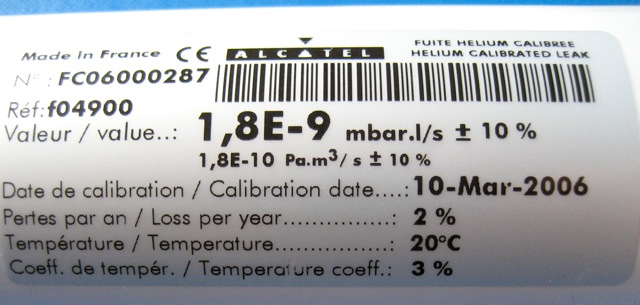 Made in France CE ALCATEL FUITE HELIUM CALIBREE
HELIUM CALIBRATED LEAK
N° : FC06000287
Réf: f04900
Valeur / value..: 1,8E-9 mbar.l/s ± 10 %
1,8E-10 Pa.m³/ s ± 10 %
Date de calibration / Calibration date....: 10-Mar-2006
Pertes par an / Loss per year...............: 2 %
Température / Temperature................: 20°C
Coeff. de tempér. / Temperature coeff.: 3 %